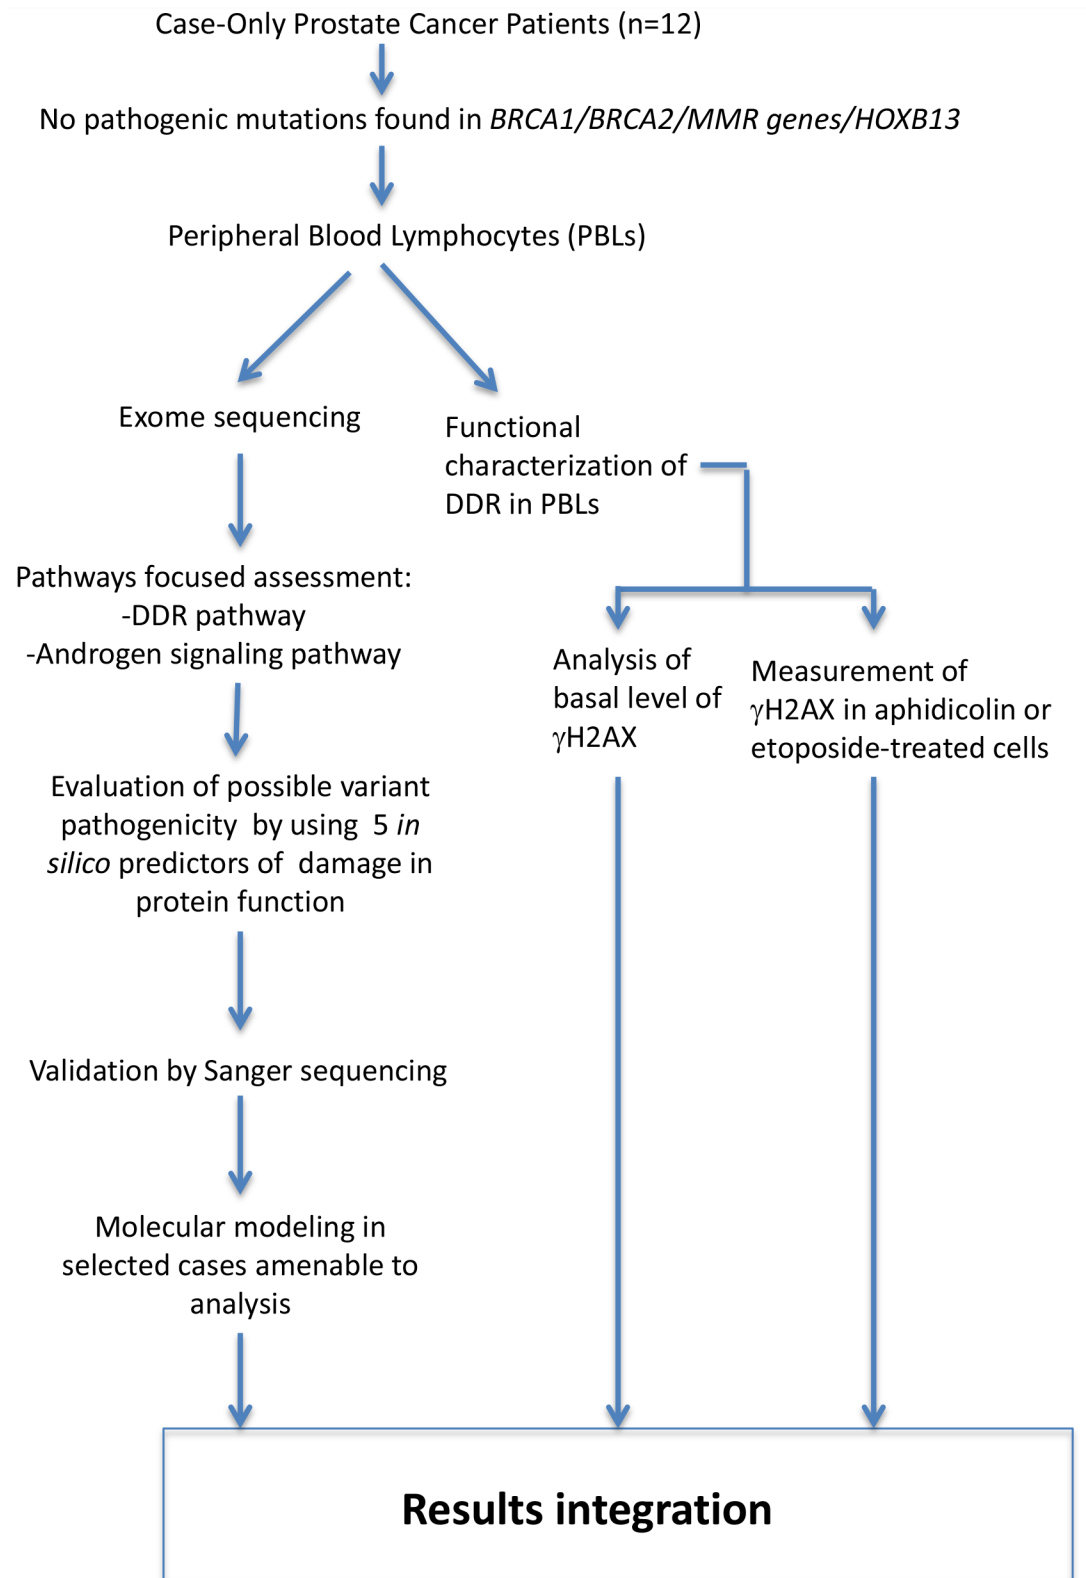 Case-Only Prostate Cancer Patients (n=12)
No pathogenic mutations found in BRCA1/BRCA2/MMR genes/HOXB13
Peripheral Blood Lymphocytes (PBLs)
Exome sequencing
Functional
characterization of
DDR in PBLs
Pathways focused assessment:
-DDR pathway
-Androgen signaling pathway
Analysis of
basal level of
γH2AX
Measurement of
γH2AX in aphidicolin or
etoposide-treated cells
Evaluation of possible variant
pathogenicity by using 5 in
silico predictors of damage in
protein function
Validation by Sanger sequencing
Molecular modeling in
selected cases amenable to
analysis
Results integration